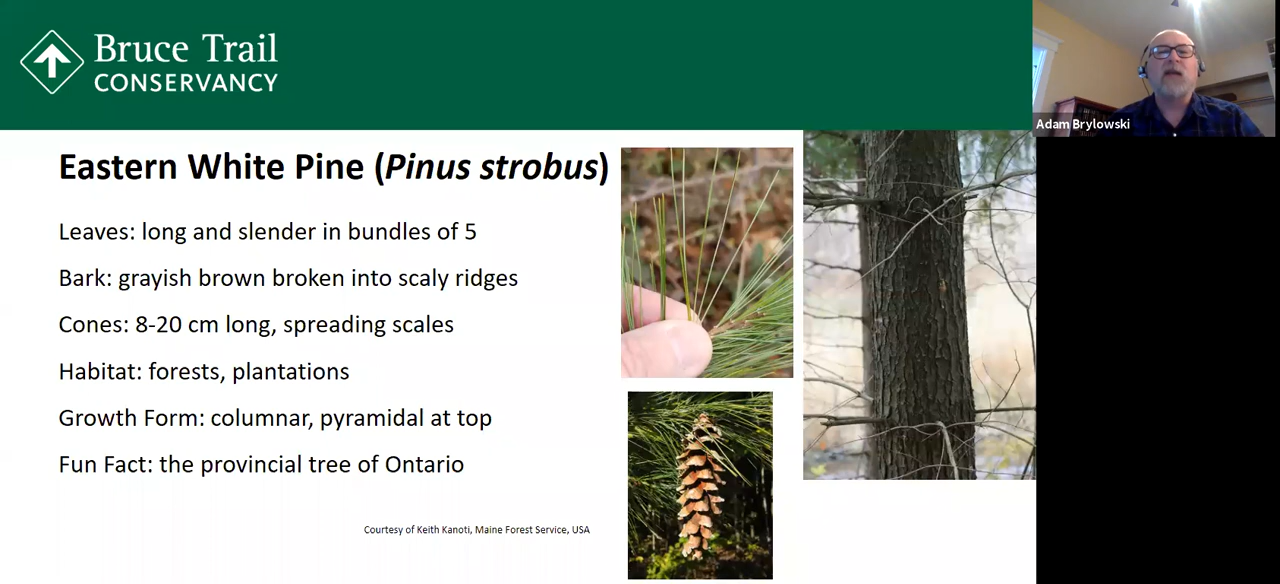 Bruce Trail
CONSERVANCY
Adam Brylowski
Eastern White Pine (Pinus strobus)
Leaves: long and slender in bundles of 5
Bark: grayish brown broken into scaly ridges
Cones: 8-20 cm long, spreading scales
Habitat: forests, plantations
Growth Form: columnar, pyramidal at top
Fun Fact: the provincial tree of Ontario
Courtesy of Keith Kanoti, Maine Forest Service, USA